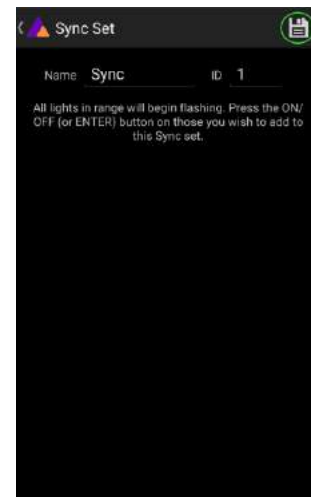 Sync Set
Name Sync ID 1
All lights in range will begin flashing. Press the ON/
OFF (or ENTER) button on those you wish to add to
this Sync set.